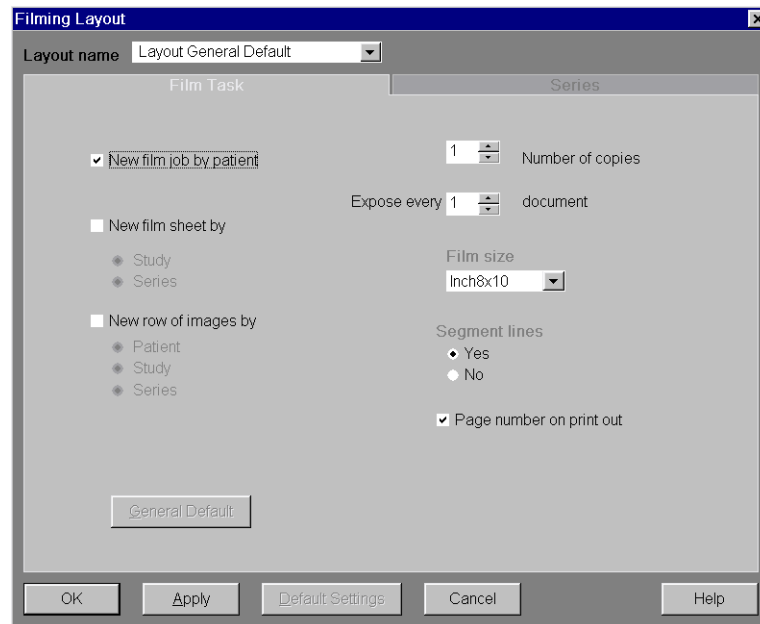 Filming Layout
Layout name Layout General Default
Film Task Series
New film job by patient 1 Number of copies
Expose every 1 document
New film sheet by
Study
Series
Film size
Inch8x10
New row of images by
Patient
Study
Series
Segment lines
Yes
No
Page number on print out
General Default
OK Apply Default Settings Cancel Help